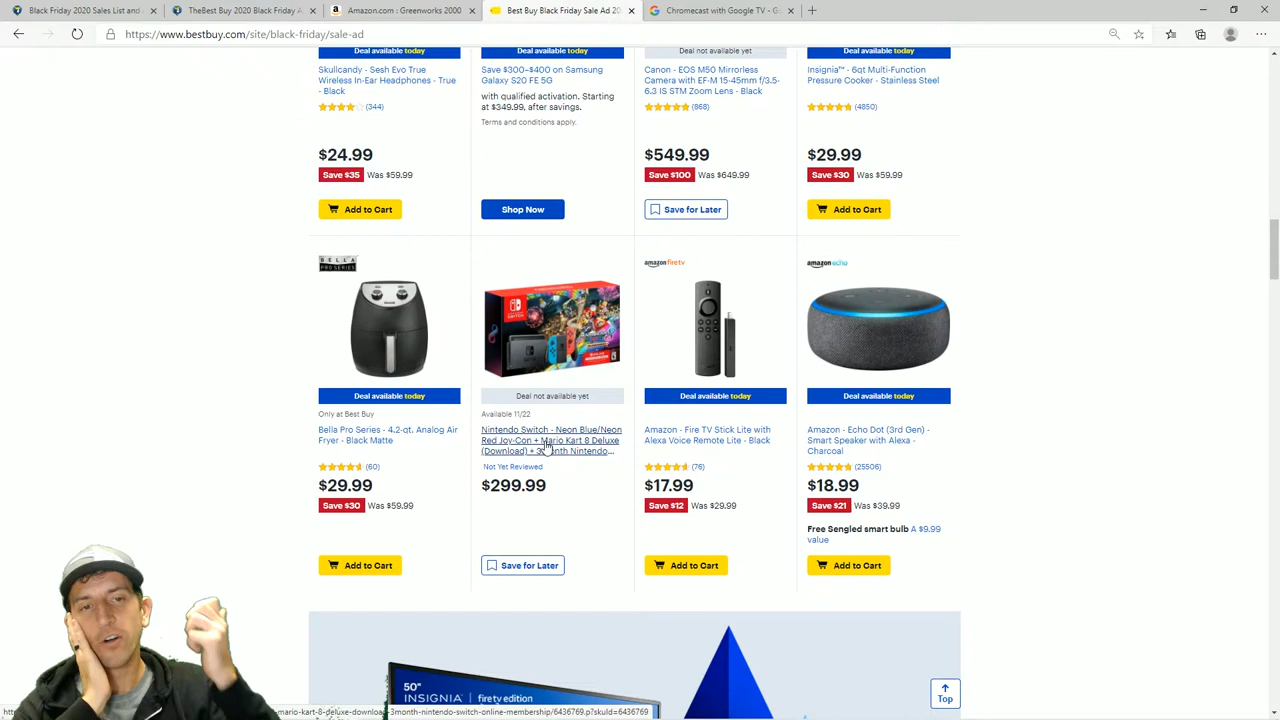 Black Friday 2020 Sales List and
TheBest Buy 2020 Black Friday A
Amazon.com : Greenworks 2000
Best Buy Black Friday Sale Ad 20
Chromecast with Google TV - G
https://www.bestbuy.com/site/black-friday/sale-ad
Deal available today
Deal available today
Deal not available yet
Deal available today
Skullcandy - Sesh Evo True
Wireless In-Ear Headphones - True
- Black
(344)
$24.99
Save $35 Was $59.99
Add to Cart
Save $300–$400 on Samsung
Galaxy S20 FE 5G
with qualified activation. Starting
at $349.99, after savings.
Terms and conditions apply.
Shop Now
Canon - EOS M50 Mirrorless
Camera with EF-M 15-45mm f/3.5-
6.3 IS STM Zoom Lens - Black
(868)
$549.99
Save $100 Was $649.99
Save for Later
Insignia™ - 6qt Multi-Function
Pressure Cooker - Stainless Steel
(4850)
$29.99
Save $30 Was $59.99
Add to Cart
BELLA
PRO SERIES
Deal available today
Only at Best Buy
Bella Pro Series - 4.2-qt. Analog Air
Fryer - Black Matte
(60)
$29.99
Save $30 Was $59.99
Add to Cart
Deal not available yet
Available 11/22
Nintendo Switch - Neon Blue/Neon
Red Joy-Con + Mario Kart 8 Deluxe
(Download) + 3 Month Nintendo...
Not Yet Reviewed
$299.99
Save for Later
amazon firetv
Deal available today
Amazon - Fire TV Stick Lite with
Alexa Voice Remote Lite - Black
(76)
$17.99
Save $12 Was $29.99
Add to Cart
amazon echo
Deal available today
Amazon - Echo Dot (3rd Gen) -
Smart Speaker with Alexa -
Charcoal
(25506)
$18.99
Save $21 Was $39.99
Free Sengled smart bulb A $9.99
value
Add to Cart
50"
INSIGNIA firetv edition
Top
-mario-kart-8-deluxe-download-3month-nintendo-switch-online-membership/6436769.p?skuId=6436769